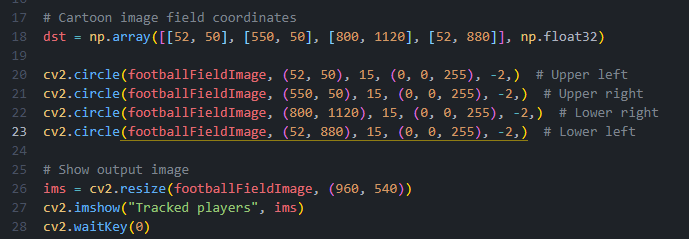 17 # Cartoon image field coordinates
18 dst = np.array([[52, 50], [550, 50], [800, 1120], [52, 880]], np.float32)
19
20 cv2.circle(footballFieldImage, (52, 50), 15, (0, 0, 255), -2,) # Upper left
21 cv2.circle(footballFieldImage, (550, 50), 15, (0, 0, 255), -2,) # Upper right
22 cv2.circle(footballFieldImage, (800, 1120), 15, (0, 0, 255), -2,) # Lower right
23 cv2.circle(footballFieldImage, (52, 880), 15, (0, 0, 255), -2,) # Lower left
24
25 # Show output image
26 ims = cv2.resize(footballFieldImage, (960, 540))
27 cv2.imshow("Tracked players", ims)
28 cv2.waitKey(0)